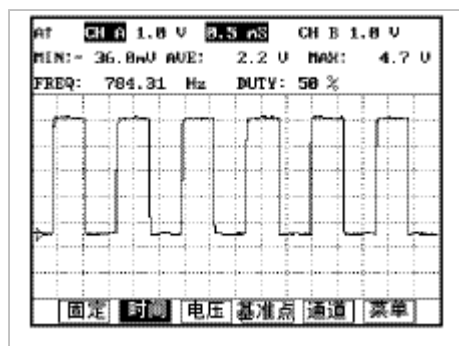 AT CH A 1.0 V 0.5 mS CH B 1.0 V
MIN:- 36.0mV AVE: 2.2 V MAX: 4.7 V
FREQ: 784.31 Hz DUTY: 50 %
固定 时间 电压 基准点 通道 菜单